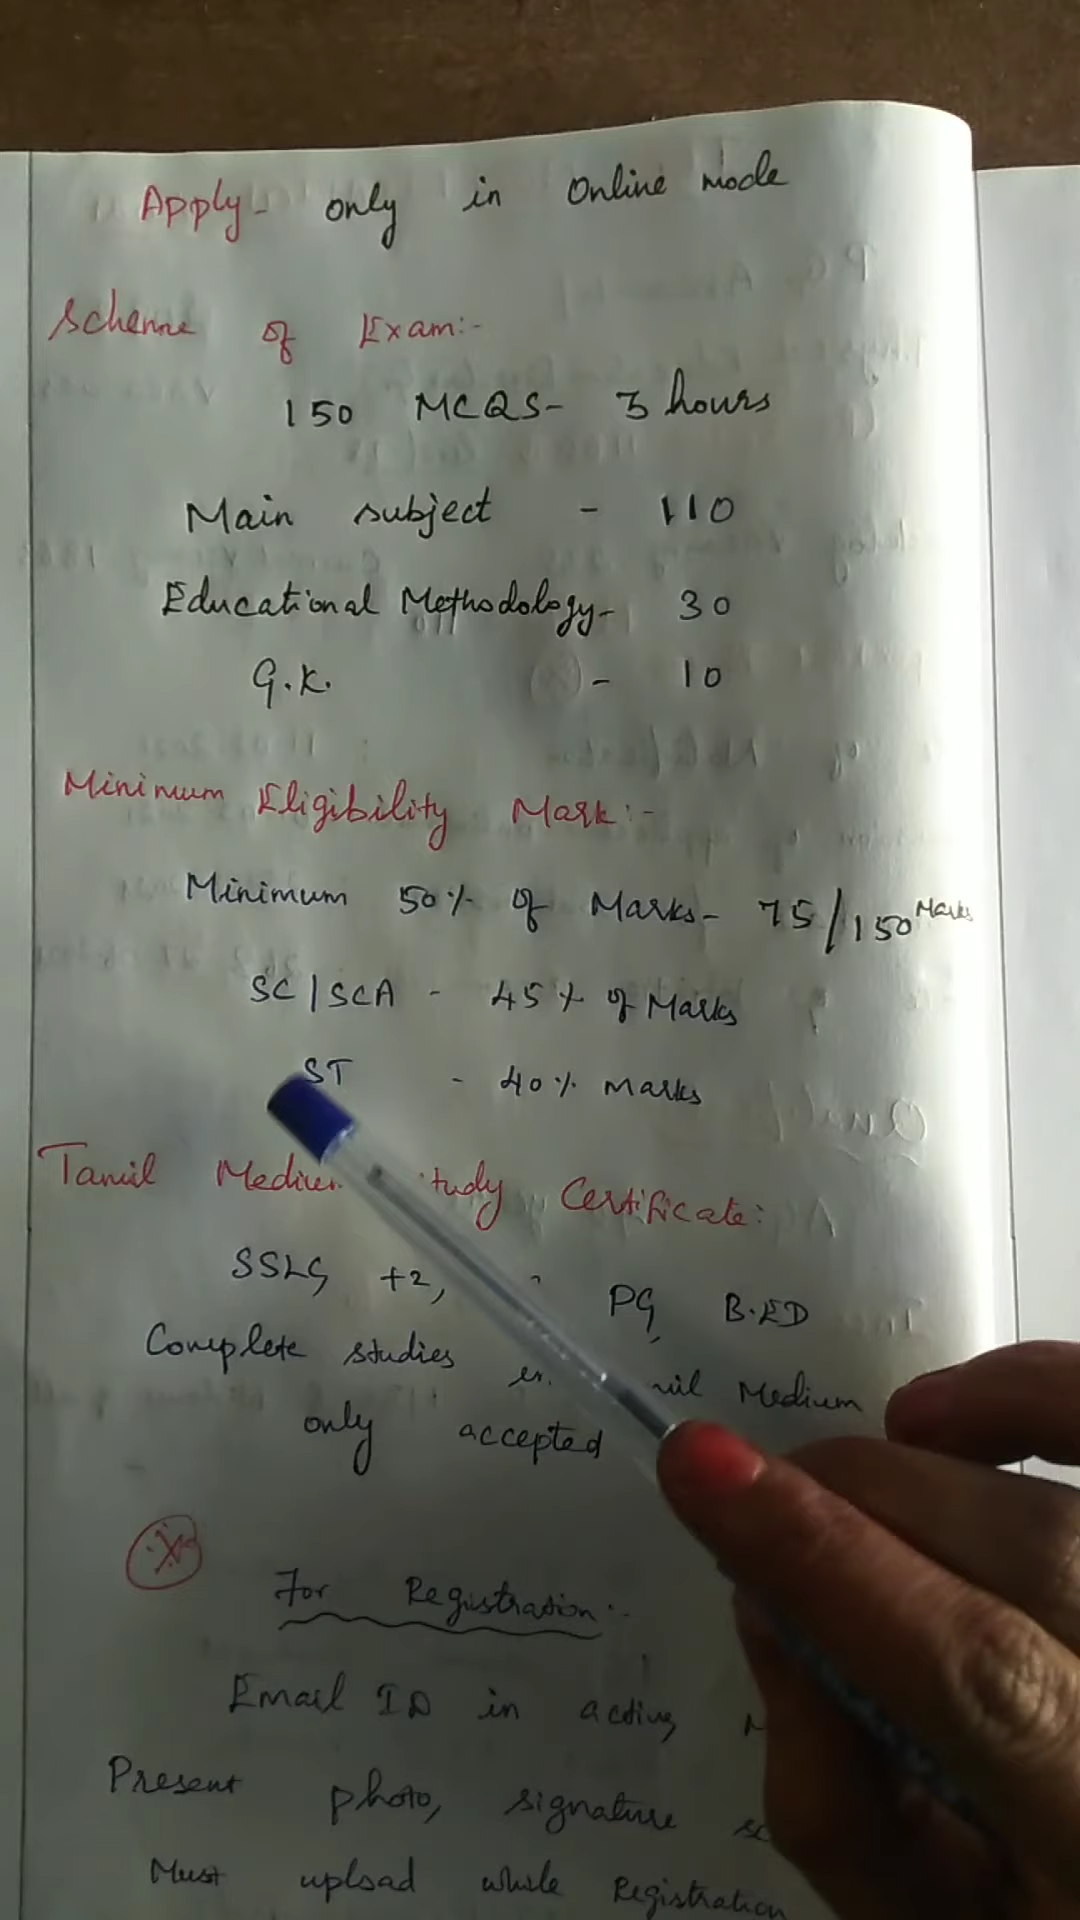 Apply - only in Online mode
Scheme of Exam:-
150 MCQS- 3 hours
Main subject - 110
Educational Methodology- 30
G.K. - 10
Minimum Eligibility Mark:-
Minimum 50% of Marks- 75/150 Marks
SC/SCA - 45% of Marks
ST - 40% Marks
Tamil Certificate:
SSLC, +2, PG, B.ED
Complete studies Medium
only accepted
For Registration:-
Email ID in active,
Present photo, signature
Must upload while Registration